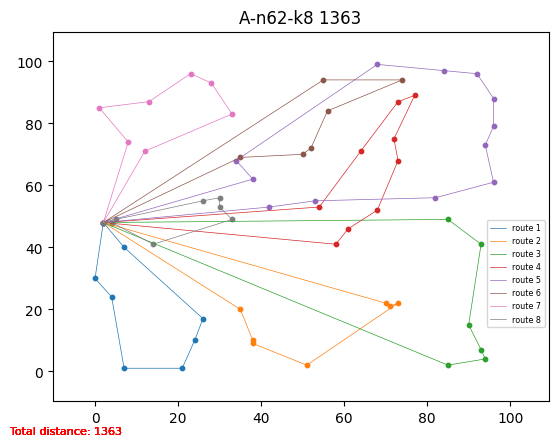 A-n62-k8 1363
100
80
60
40
20
0
route 1
route 2
route 3
route 4
route 5
route 6
route 7
route 8
0 20 40 60 80 100
Total distance: 1363